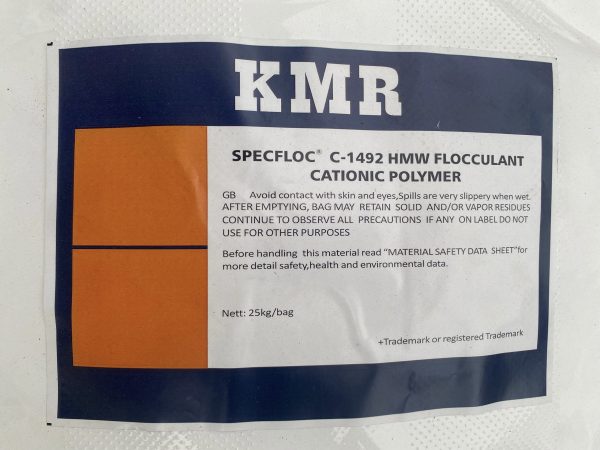 KMR
SPECFLOC® C-1492 HMW FLOCCULANT
CATIONIC POLYMER
GB Avoid contact with skin and eyes,Spills are very slippery when wet.
AFTER EMPTYING, BAG MAY RETAIN SOLID AND/OR VAPOR RESIDUES
CONTINUE TO OBSERVE ALL PRECAUTIONS IF ANY ON LABEL DO NOT
USE FOR OTHER PURPOSES
Before handling this material read “MATERIAL SAFETY DATA SHEET”for
more detail safety,health and environmental data.
Nett: 25kg/bag
+Trademark or registered Trademark